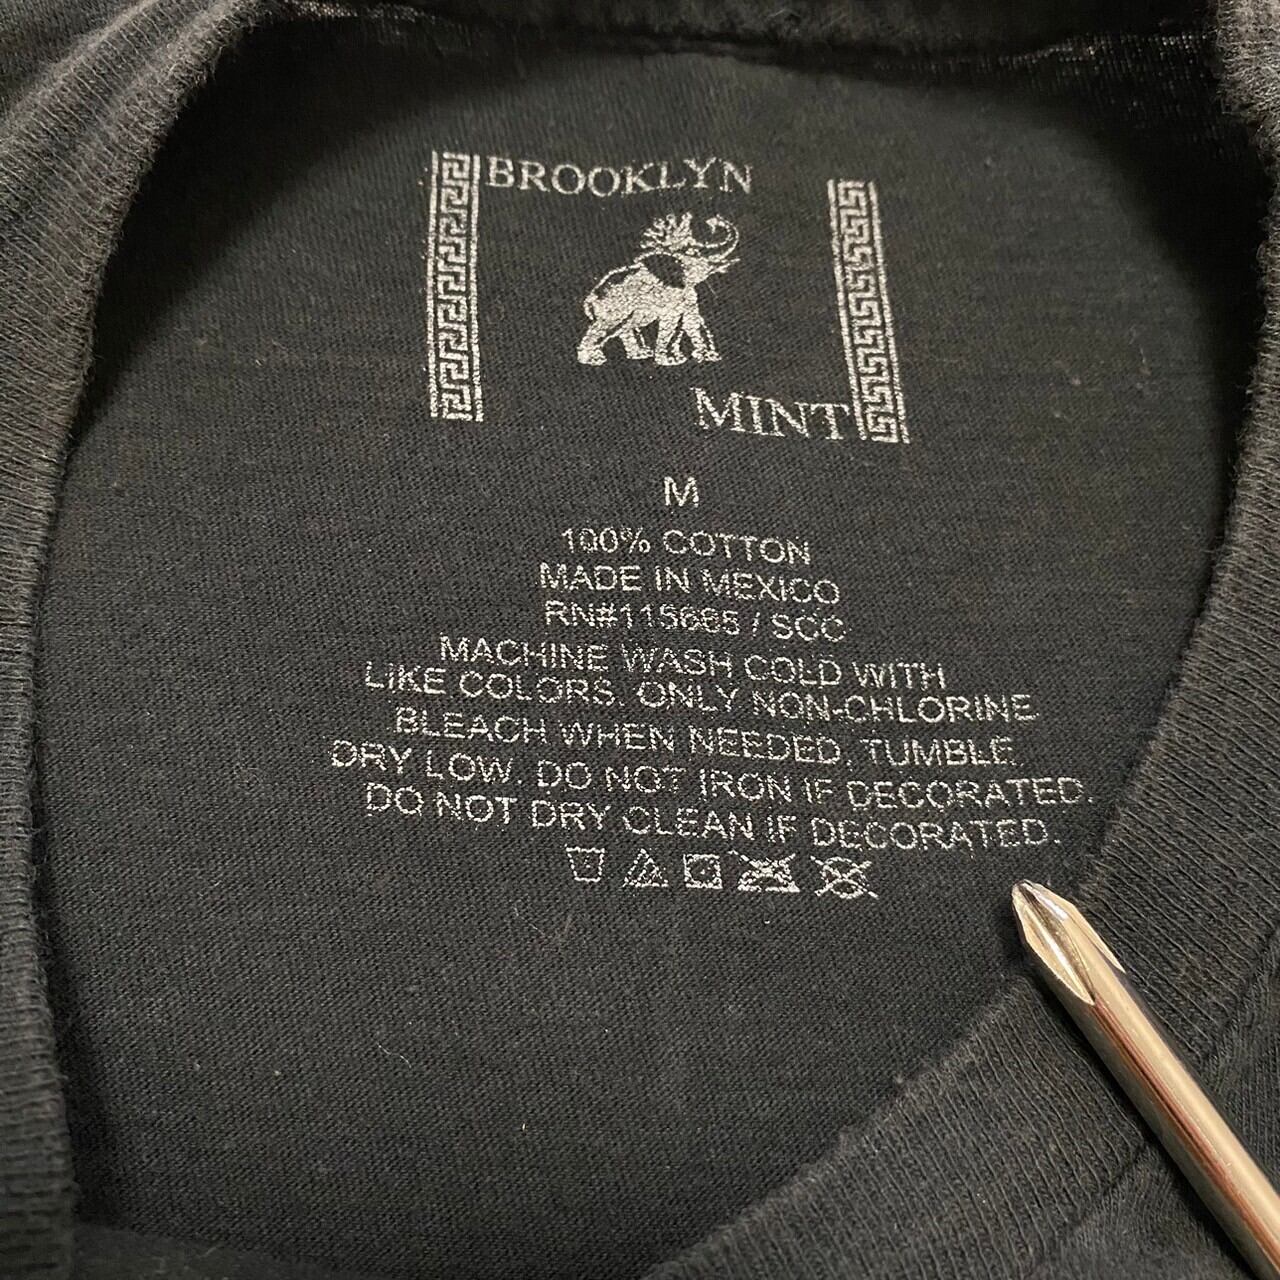 BROOKLYN
MINT
M
100% COTTON
MADE IN MEXICO
RN#115685 / SCC
MACHINE WASH COLD WITH
LIKE COLORS. ONLY NON-CHLORINE
BLEACH WHEN NEEDED, TUMBLE
DRY LOW. DO NOT IRON IF DECORATED.
DO NOT DRY CLEAN IF DECORATED.